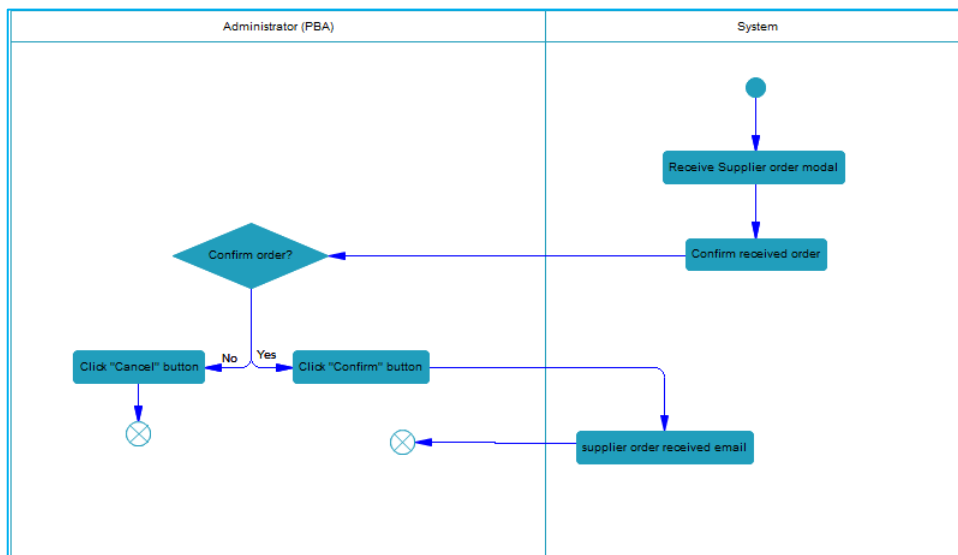 Administrator (PBA)
System
Receive Supplier order modal
Confirm order?
Confirm received order
No
Yes
Click "Cancel" button
Click "Confirm" button
supplier order received email